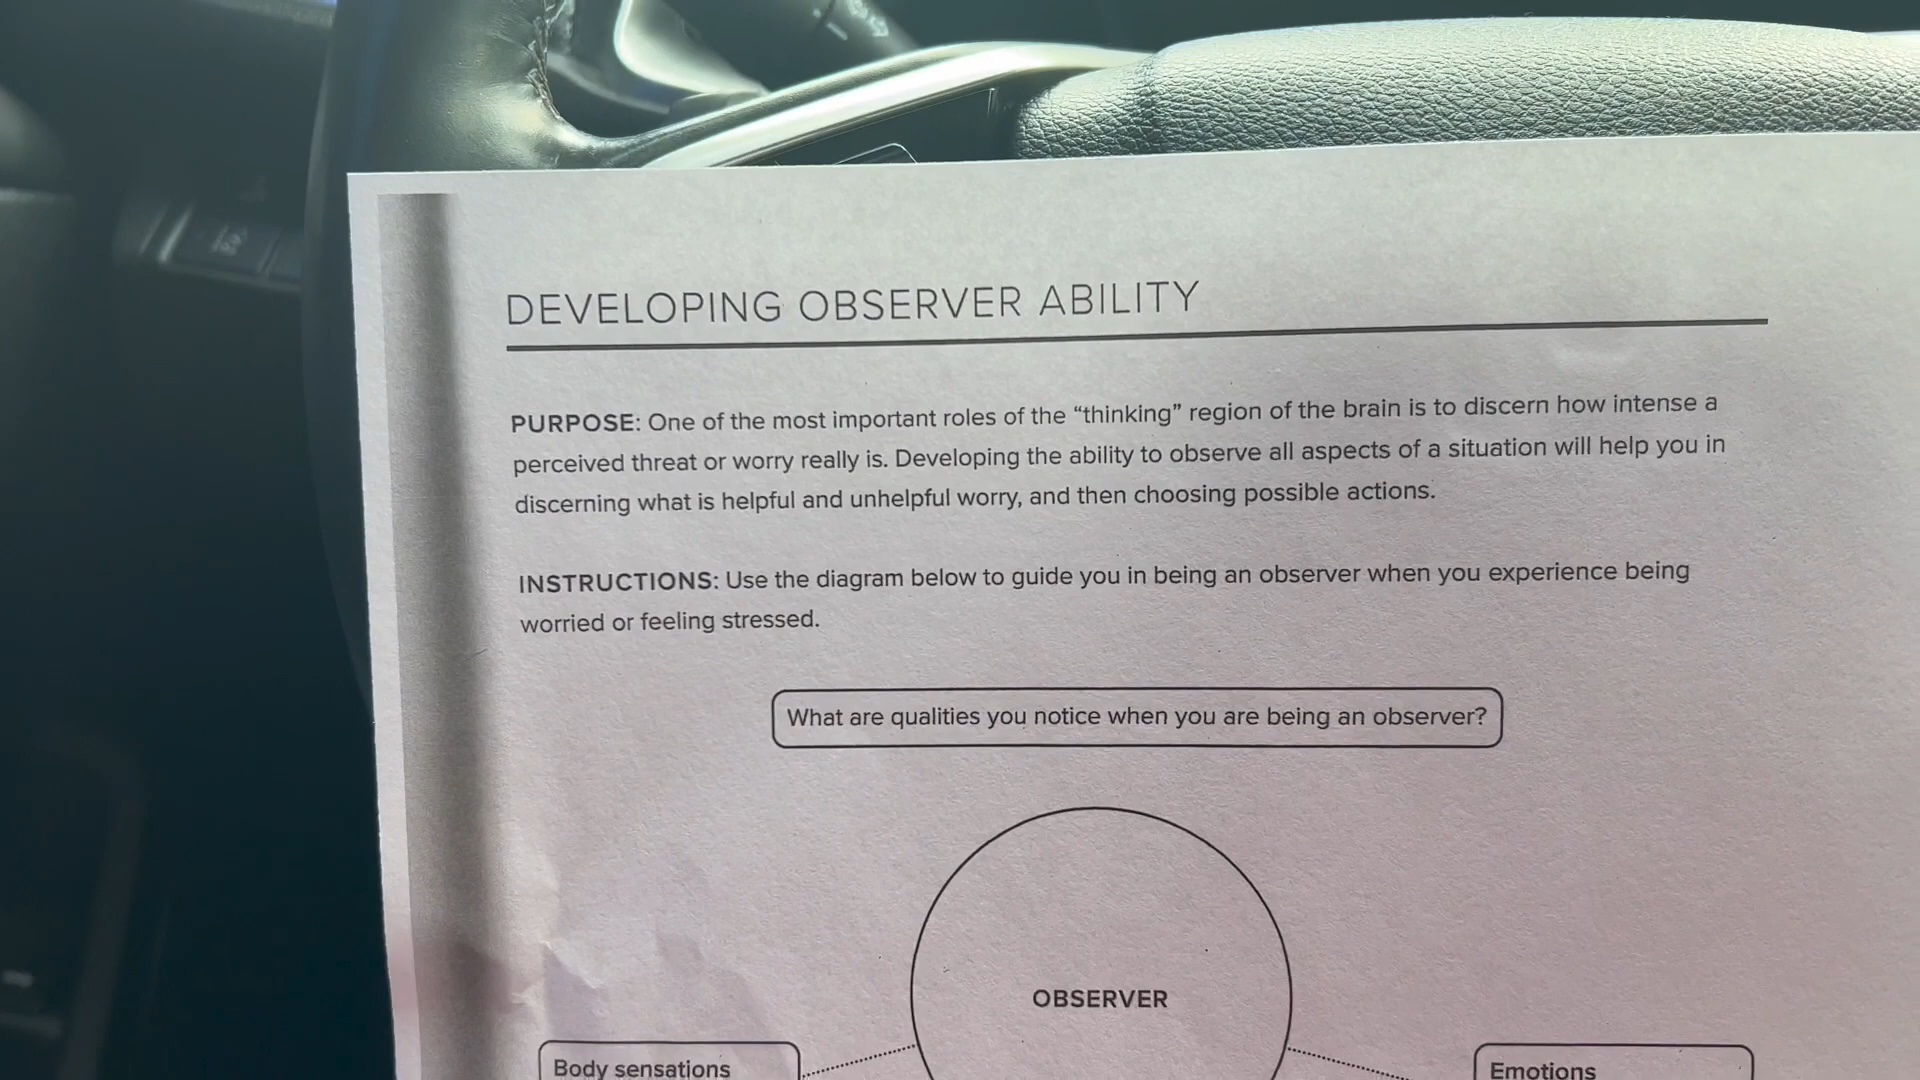 DEVELOPING OBSERVER ABILITY
PURPOSE: One of the most important roles of the “thinking” region of the brain is to discern how intense a
perceived threat or worry really is. Developing the ability to observe all aspects of a situation will help you in
discerning what is helpful and unhelpful worry, and then choosing possible actions.
INSTRUCTIONS: Use the diagram below to guide you in being an observer when you experience being
worried or feeling stressed.
What are qualities you notice when you are being an observer?
OBSERVER
Body sensations
Emotions